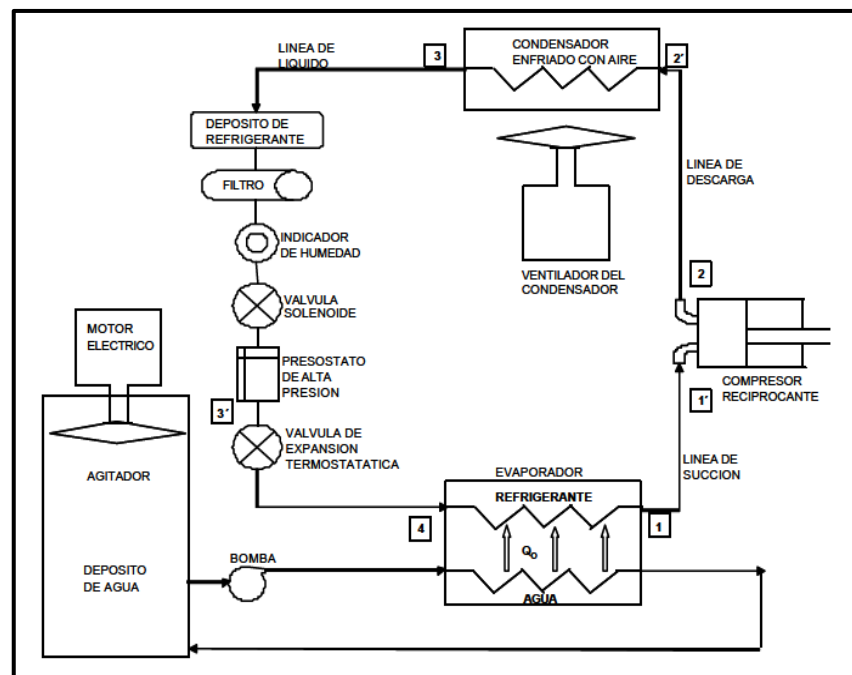 LINEA DE
LIQUIDO
3
CONDENSADOR
ENFRIADO CON AIRE
2´
DEPOSITO DE
REFRIGERANTE
LINEA DE
DESCARGA
FILTRO
INDICADOR
DE HUMEDAD
VENTILADOR DEL
CONDENSADOR
2
VALVULA
SOLENOIDE
MOTOR
ELECTRICO
PRESOSTATO
DE ALTA
PRESION
COMPRESOR
RECIPROCANTE
1´
3´
VALVULA DE
EXPANSION
TERMOSTATATICA
LINEA DE
SUCCION
AGITADOR
EVAPORADOR
REFRIGERANTE
4
1
Qo
BOMBA
DEPOSITO
DE AGUA
AGUA